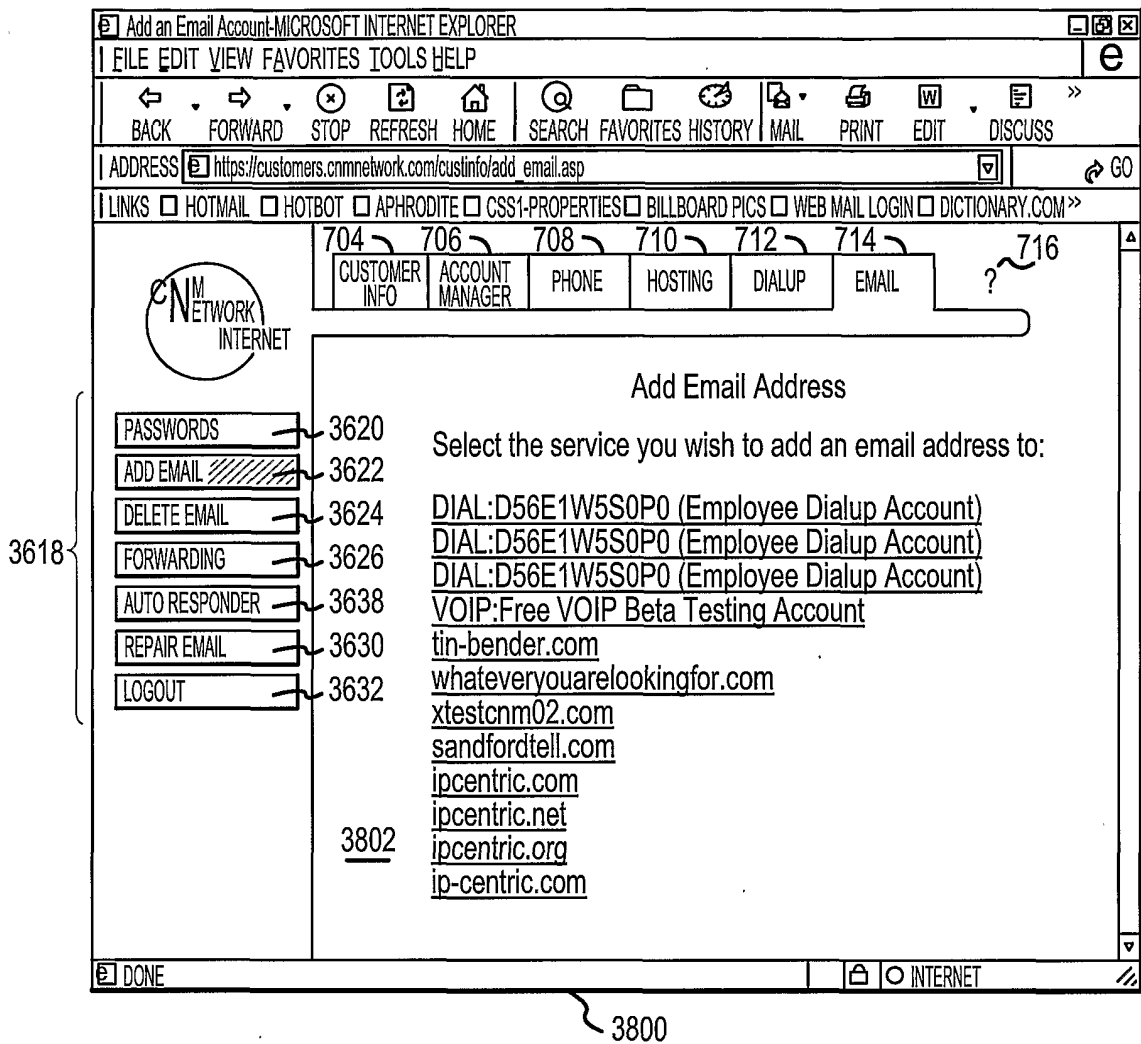 Add an Email Account-MICROSOFT INTERNET EXPLORER
FILE EDIT VIEW FAVORITES TOOLS HELP
BACK FORWARD STOP REFRESH HOME SEARCH FAVORITES HISTORY MAIL PRINT EDIT DISCUSS »
ADDRESS https://customers.cnmnetwork.com/custinfo/add_email.asp GO
LINKS HOTMAIL HOTBOT APHRODITE CSS1-PROPERTIES BILLBOARD PICS WEB MAIL LOGIN DICTIONARY.COM »
704 706 708 710 712 714 716
CUSTOMER INFO ACCOUNT MANAGER PHONE HOSTING DIALUP EMAIL ?
CNM NETWORK INTERNET
Add Email Address
Select the service you wish to add an email address to:
3618
PASSWORDS 3620
ADD EMAIL 3622
DELETE EMAIL 3624
FORWARDING 3626
AUTO RESPONDER 3638
REPAIR EMAIL 3630
LOGOUT 3632
DIAL:D56E1W5S0P0 (Employee Dialup Account)
DIAL:D56E1W5S0P0 (Employee Dialup Account)
DIAL:D56E1W5S0P0 (Employee Dialup Account)
VOIP:Free VOIP Beta Testing Account
tin-bender.com
whateveryouarelookingfor.com
xtestcnm02.com
sandfordtell.com
ipcentric.com
ipcentric.net
3802
ipcentric.org
ip-centric.com
DONE INTERNET
3800